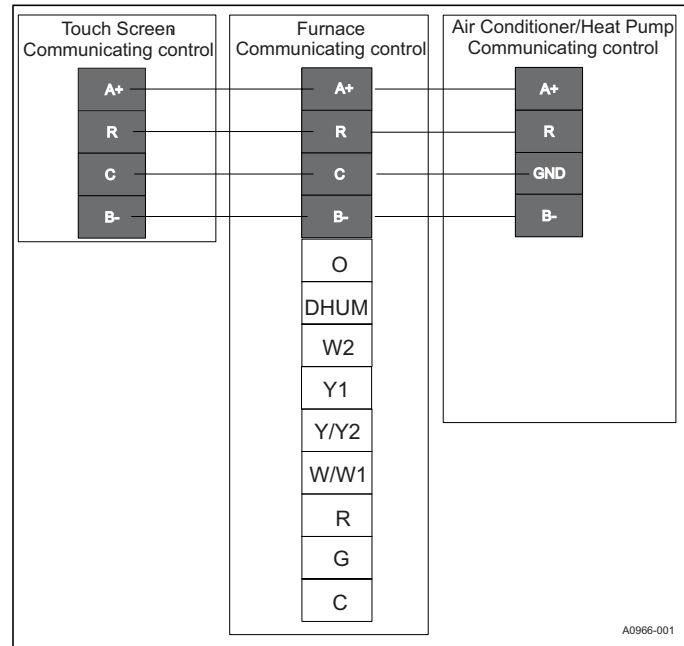 Touch Screen
Communicating control
A+
R
C
B-
Furnace
Communicating control
A+
R
C
B-
O
DHUM
W2
Y1
Y/Y2
W/W1
R
G
C
Air Conditioner/Heat Pump
Communicating control
A+
R
GND
B-
A0966-001